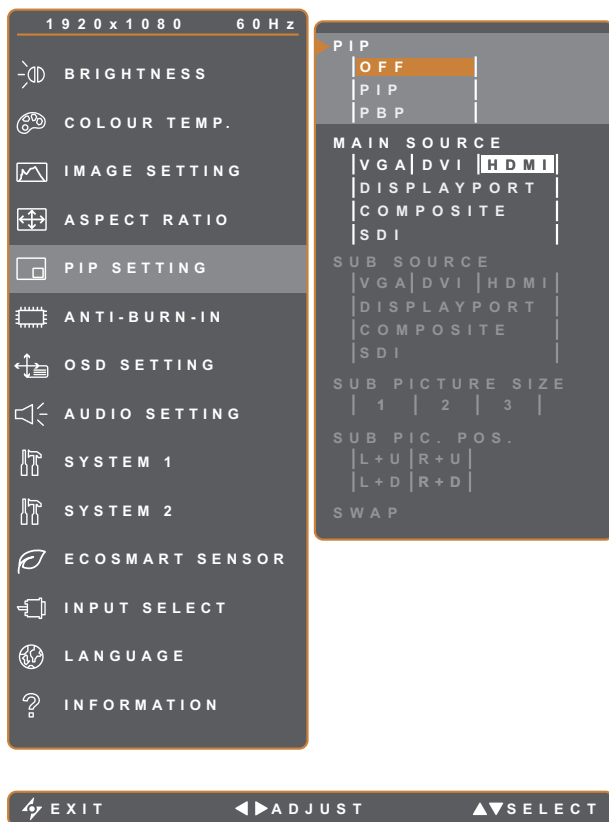 1920x1080 60Hz
BRIGHTNESS
COLOUR TEMP.
IMAGE SETTING
ASPECT RATIO
PIP SETTING
ANTI-BURN-IN
OSD SETTING
AUDIO SETTING
SYSTEM 1
SYSTEM 2
ECOSMART SENSOR
INPUT SELECT
LANGUAGE
INFORMATION
PIP
OFF
PIP
PBP
MAIN SOURCE
VGA DVI HDMI
DISPLAYPORT
COMPOSITE
SDI
SUB SOURCE
VGA DVI HDMI
DISPLAYPORT
COMPOSITE
SDI
SUB PICTURE SIZE
1 2 3
SUB PIC. POS.
L+U R+U
L+D R+D
SWAP
EXIT ADJUST SELECT